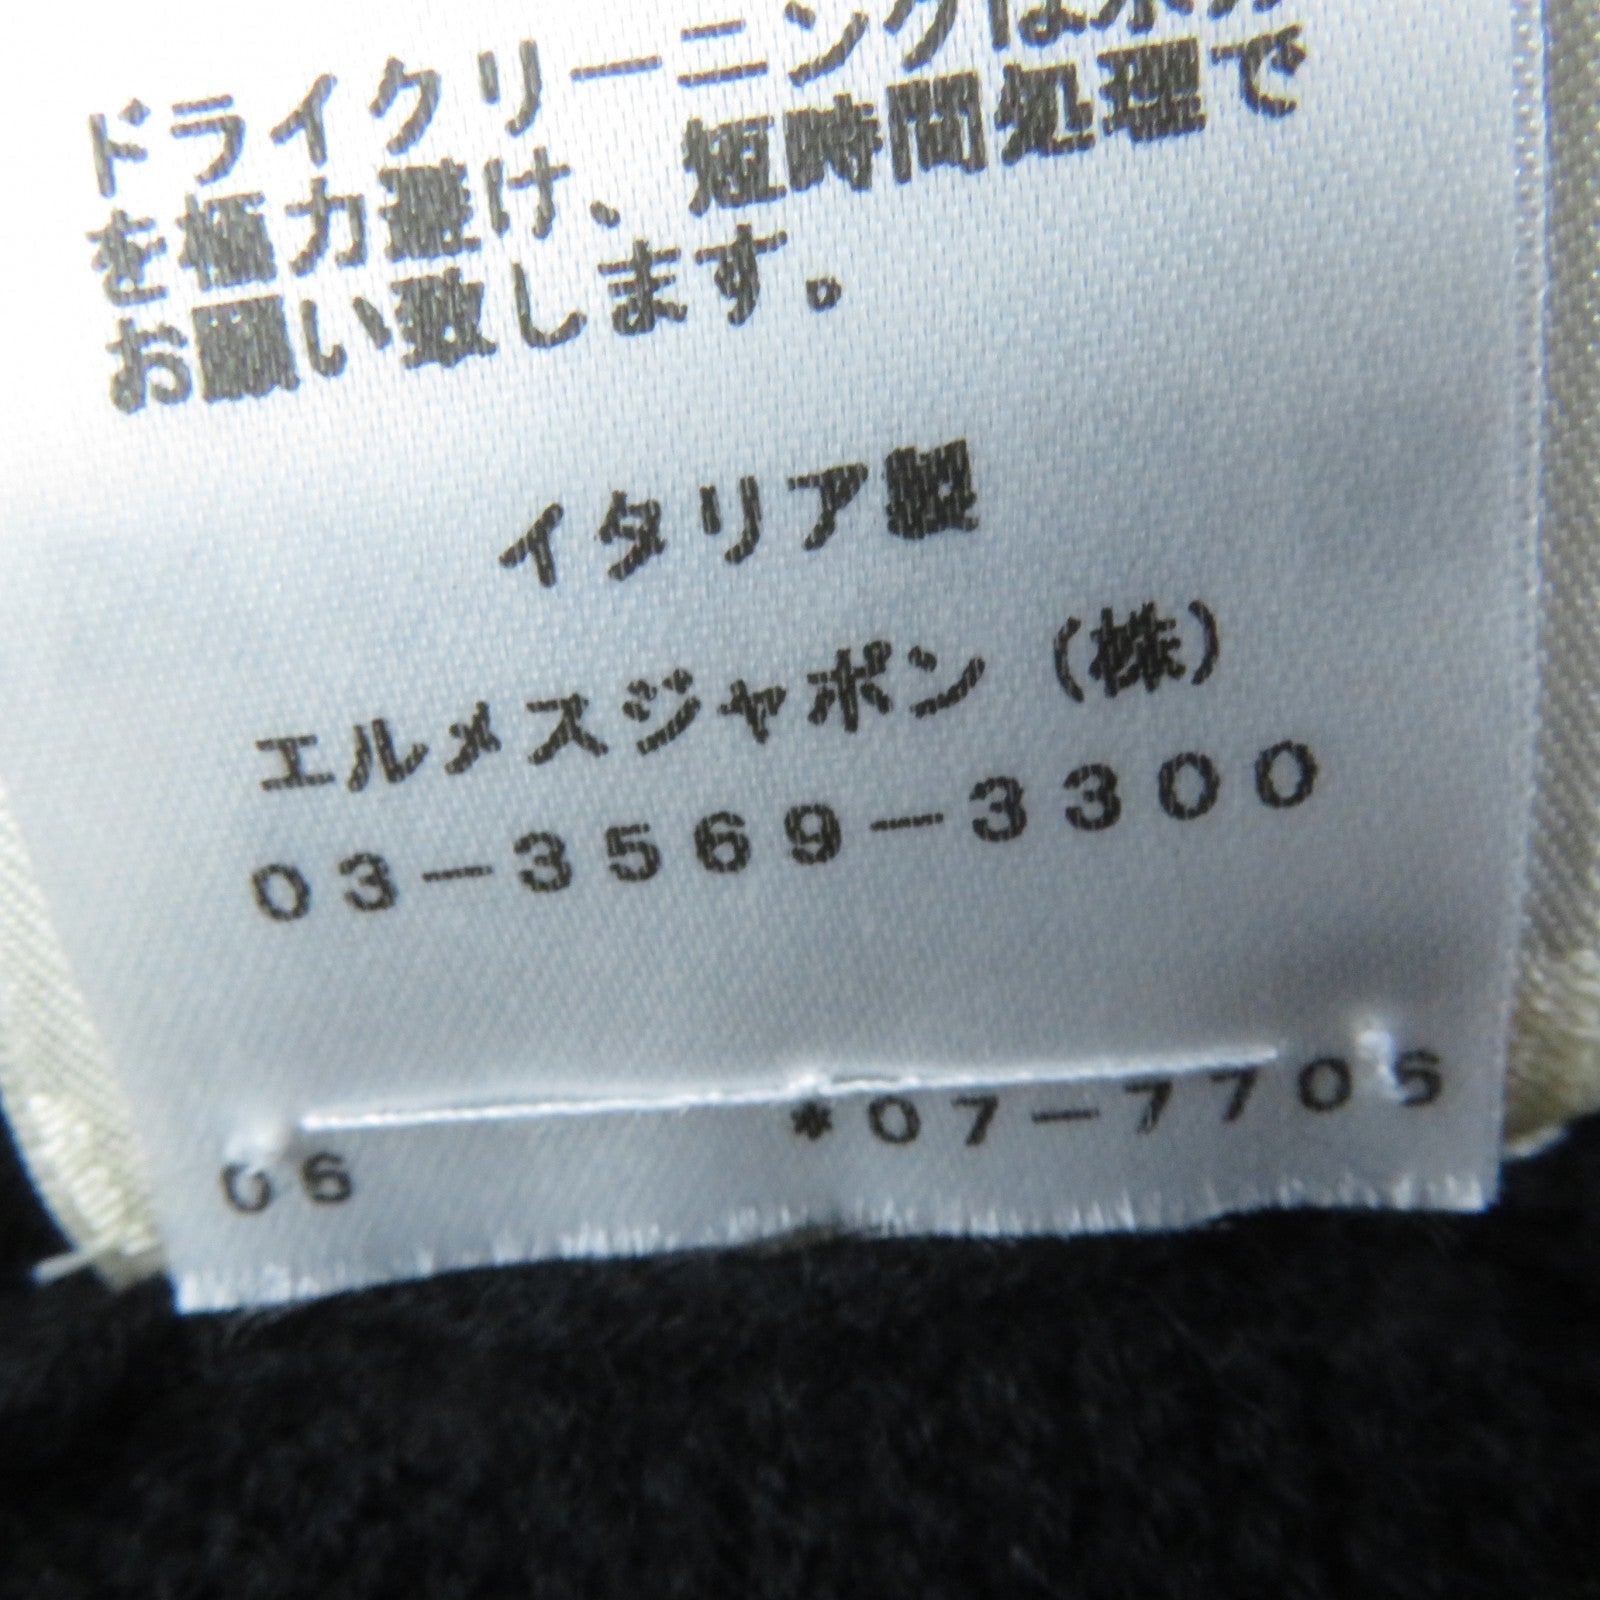 ドライクリーニングは水分
を極力避け、短時間処理で
お願い致します。
イタリア製
エルメスジャポン（株）
03-3569-3300
06 *07-7705